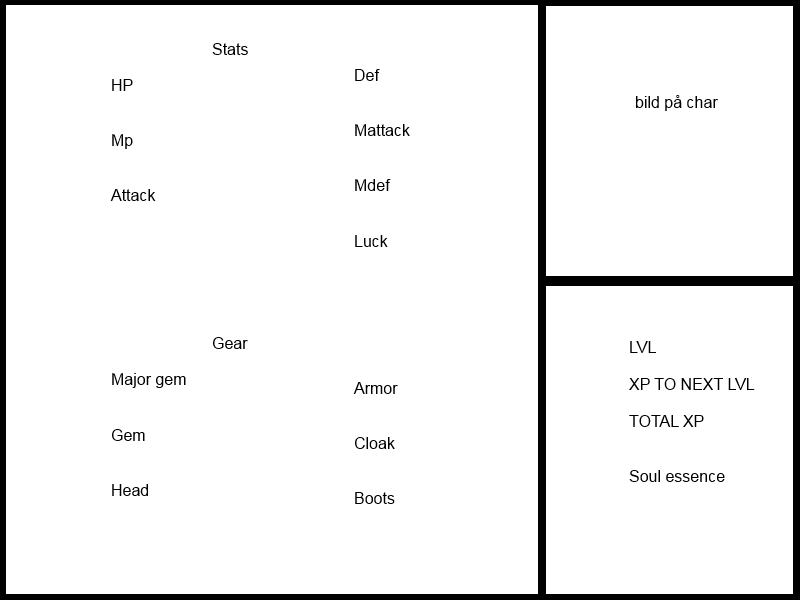 Stats
HP
Mp
Attack
Def
Mattack
Mdef
Luck
Gear
Major gem
Gem
Head
Armor
Cloak
Boots
bild på char
LVL
XP TO NEXT LVL
TOTAL XP
Soul essence